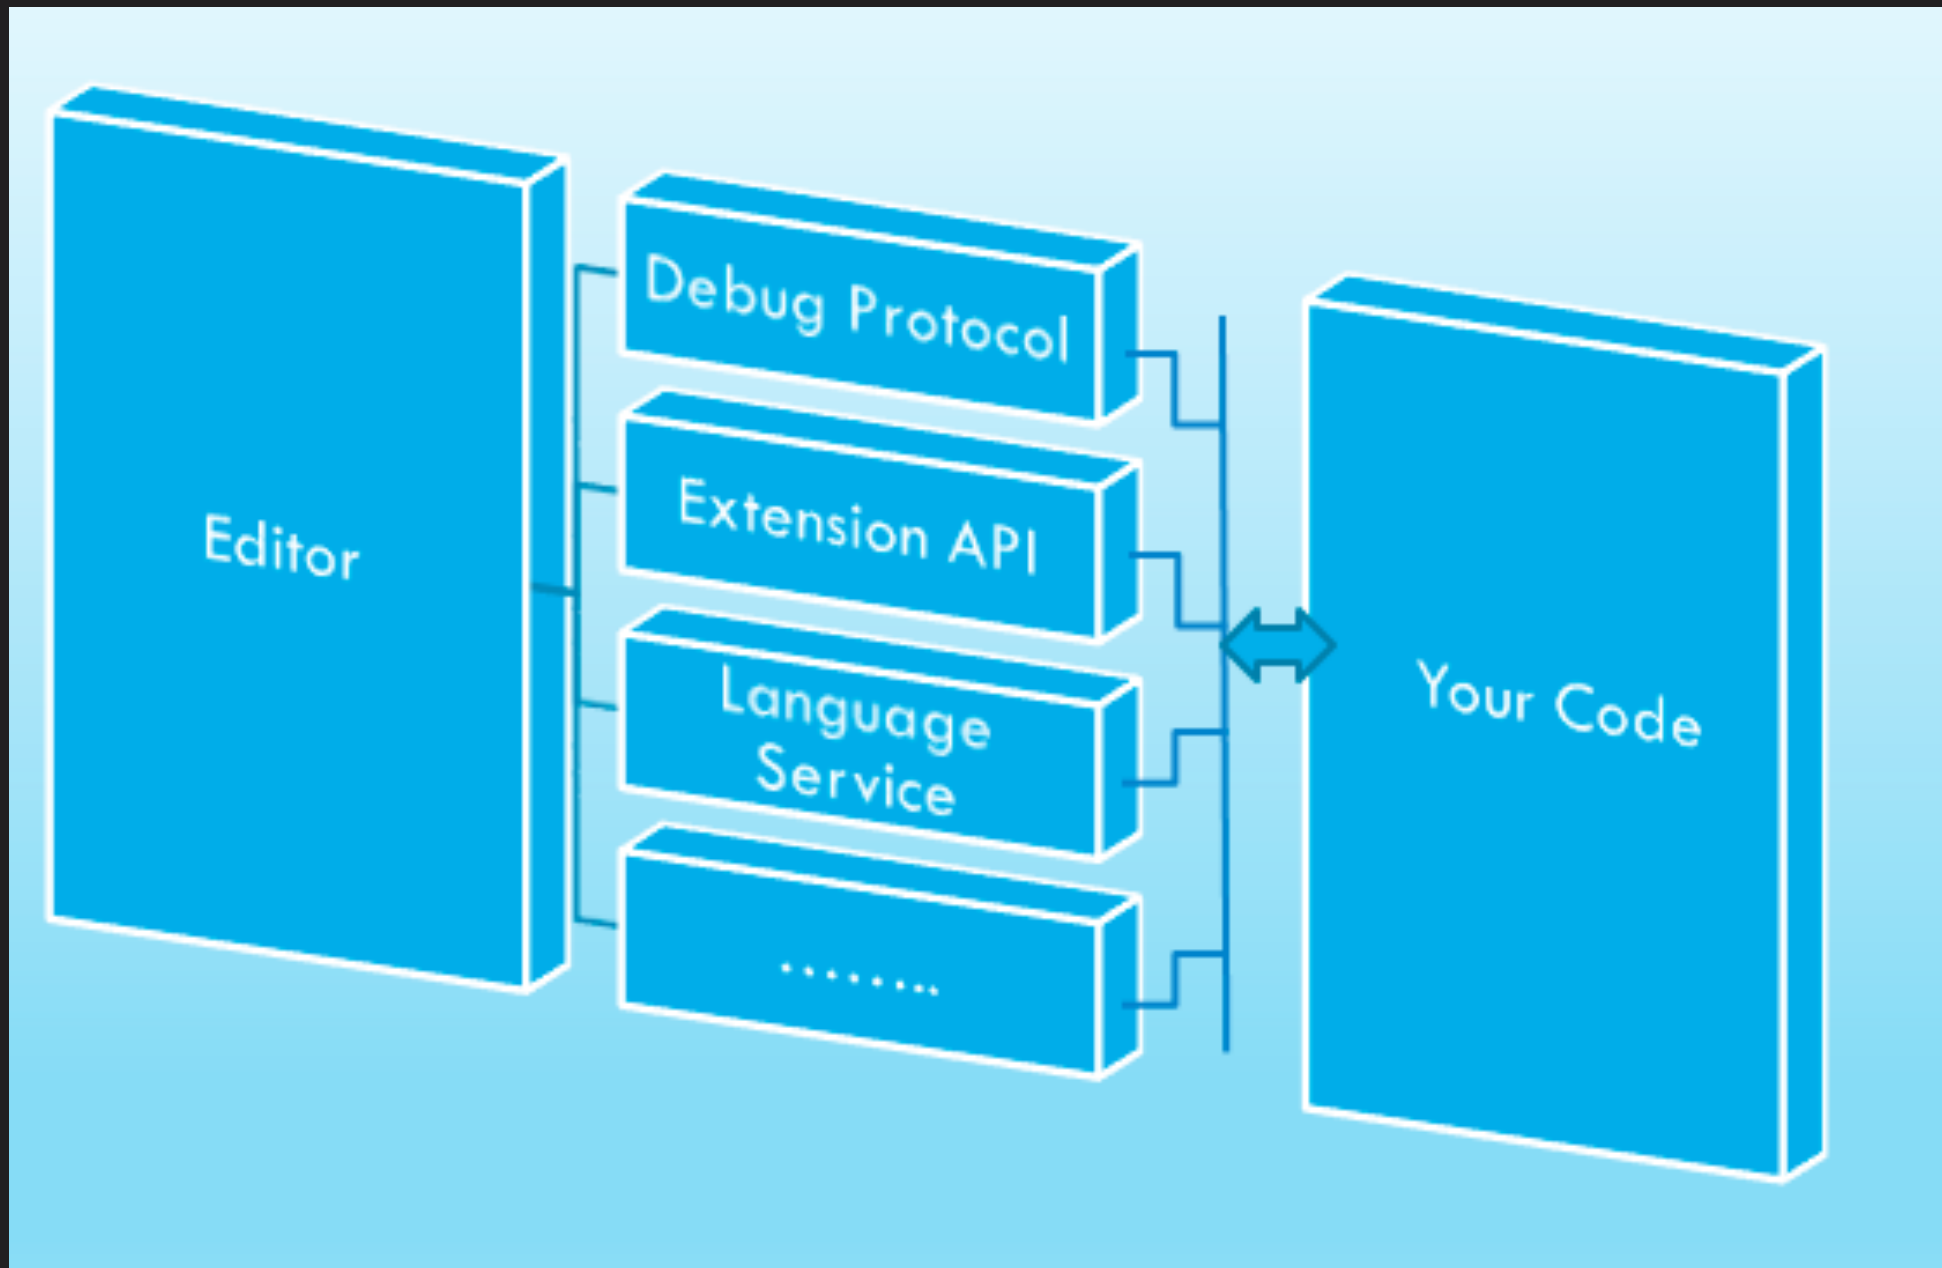 Editor
Debug Protocol
Extension API
Language
Service
........
Your Code